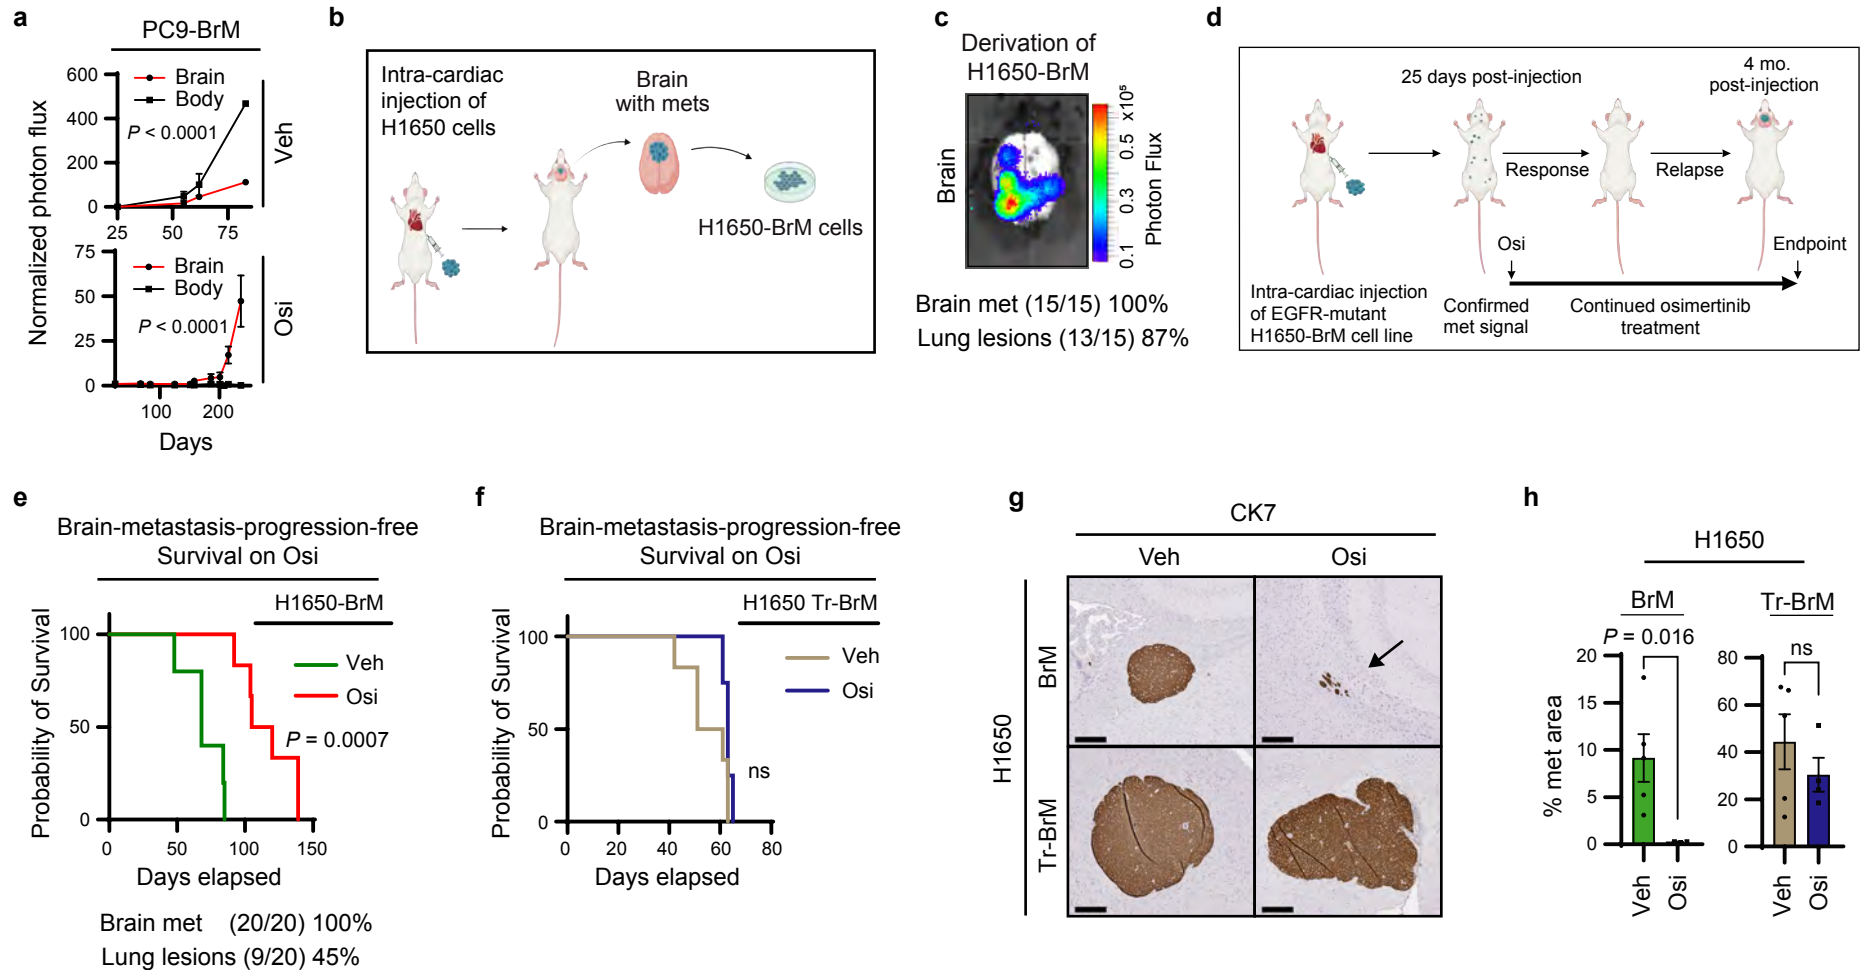 a
PC9-BrM
600
400
200
0
Brain
Body
P < 0.0001
25
50
75
Veh
75
50
25
0
Brain
Body
P < 0.0001
100
200
Osi
Normalized photon flux
Days
b
Intra-cardiac
injection of
H1650 cells
Brain
with mets
H1650-BrM cells
c
Derivation of
H1650-BrM
Brain
0.1
0.3
0.5
x10⁵
Photon Flux
Brain met (15/15) 100%
Lung lesions (13/15) 87%
d
25 days post-injection
4 mo.
post-injection
Response
Relapse
Osi
Endpoint
Intra-cardiac injection
of EGFR-mutant
H1650-BrM cell line
Confirmed
met signal
Continued osimertinib
treatment
e
Brain-metastasis-progression-free
Survival on Osi
H1650-BrM
Probability of Survival
100
50
0
Veh
Osi
P = 0.0007
0
50
100
150
Days elapsed
Brain met (20/20) 100%
Lung lesions (9/20) 45%
f
Brain-metastasis-progression-free
Survival on Osi
H1650 Tr-BrM
Probability of Survival
100
50
0
Veh
Osi
ns
0
20
40
60
80
Days elapsed
g
CK7
Veh
Osi
H1650
BrM
Tr-BrM
h
H1650
BrM
P = 0.016
% met area
20
15
10
5
0
Veh
Osi
Tr-BrM
ns
80
60
40
20
0
Veh
Osi